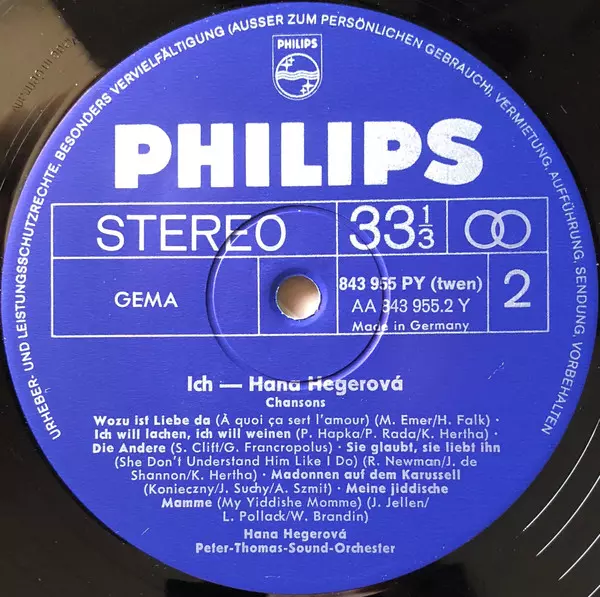 URHEBER- UND LEISTUNGSSCHUTZRECHTE, BESONDERS VERVIELFÄLTIGUNG (AUSSER ZUM PERSÖNLICHEN GEBRAUCH), VERMIETUNG, AUFFÜHRUNG, SENDUNG VORBEHALTEN
PHILIPS
PHILIPS
STEREO
33 1/3
GEMA
843 955 PY (twen)
AA 843 955.2 Y
Made in Germany
2
Ich — Hana Hegerová
Chansons
Wozu ist Liebe da (À quoi ça sert l'amour) (M. Emer/H. Falk) ·
Ich will lachen, ich will weinen (P. Hapka/P. Rada/K. Hertha) ·
Die Andere (S. Clift/G. Francropolus) · Sie glaubt, sie liebt ihn
(She Don't Understand Him Like I Do) (R. Newman/J. de
Shannon/K. Hertha) · Madonnen auf dem Karussell
(Konieczny/J. Suchy/A. Szmit) · Meine jiddische
Mamme (My Yiddishe Momme) (J. Jellen/
L. Pollack/W. Brandin)
Hana Hegerová
Peter-Thomas-Sound-Orchester